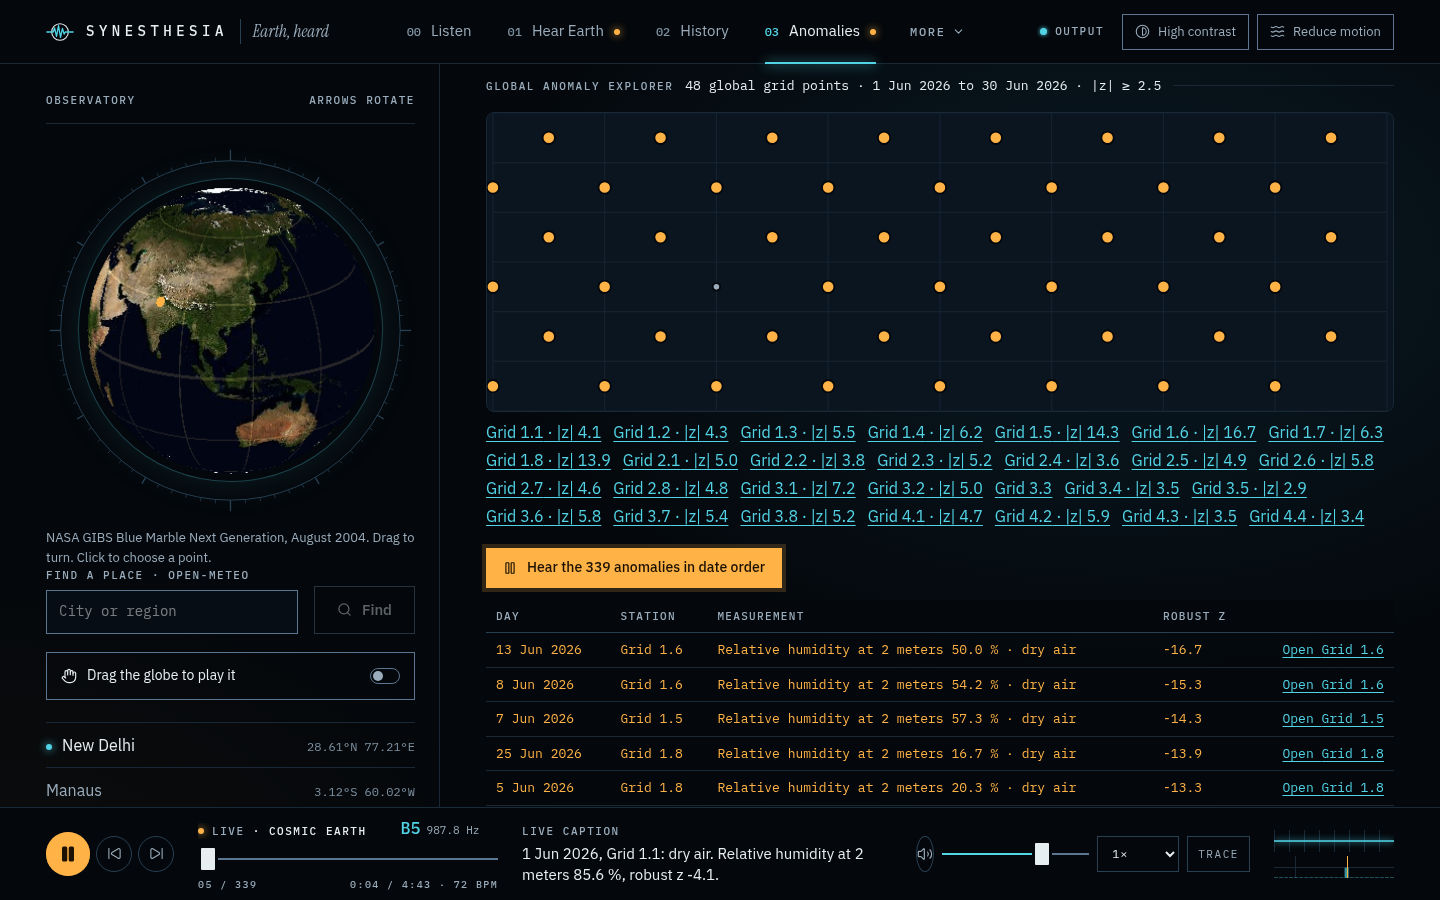 SYNESTHESIA Earth, heard 00 Listen 01 Hear Earth 02 History 03 Anomalies MORE OUTPUT High contrast Reduce motion
OBSERVATORY ARROWS ROTATE
NASA GIBS Blue Marble Next Generation, August 2004. Drag to
turn. Click to choose a point.
FIND A PLACE · OPEN-METEO
City or region Find
Drag the globe to play it
New Delhi 28.61°N 77.21°E
Manaus 3.12°S 60.02°W
GLOBAL ANOMALY EXPLORER 48 global grid points · 1 Jun 2026 to 30 Jun 2026 · |z| ≥ 2.5
Grid 1.1 · |z| 4.1 Grid 1.2 · |z| 4.3 Grid 1.3 · |z| 5.5 Grid 1.4 · |z| 6.2 Grid 1.5 · |z| 14.3 Grid 1.6 · |z| 16.7 Grid 1.7 · |z| 6.3
Grid 1.8 · |z| 13.9 Grid 2.1 · |z| 5.0 Grid 2.2 · |z| 3.8 Grid 2.3 · |z| 5.2 Grid 2.4 · |z| 3.6 Grid 2.5 · |z| 4.9 Grid 2.6 · |z| 5.8
Grid 2.7 · |z| 4.6 Grid 2.8 · |z| 4.8 Grid 3.1 · |z| 7.2 Grid 3.2 · |z| 5.0 Grid 3.3 Grid 3.4 · |z| 3.5 Grid 3.5 · |z| 2.9
Grid 3.6 · |z| 5.8 Grid 3.7 · |z| 5.4 Grid 3.8 · |z| 5.2 Grid 4.1 · |z| 4.7 Grid 4.2 · |z| 5.9 Grid 4.3 · |z| 3.5 Grid 4.4 · |z| 3.4
Hear the 339 anomalies in date order
DAY STATION MEASUREMENT ROBUST Z
13 Jun 2026 Grid 1.6 Relative humidity at 2 meters 50.0 % · dry air -16.7 Open Grid 1.6
8 Jun 2026 Grid 1.6 Relative humidity at 2 meters 54.2 % · dry air -15.3 Open Grid 1.6
7 Jun 2026 Grid 1.5 Relative humidity at 2 meters 57.3 % · dry air -14.3 Open Grid 1.5
25 Jun 2026 Grid 1.8 Relative humidity at 2 meters 16.7 % · dry air -13.9 Open Grid 1.8
5 Jun 2026 Grid 1.8 Relative humidity at 2 meters 20.3 % · dry air -13.3 Open Grid 1.8
LIVE · COSMIC EARTH B5 987.8 Hz
05 / 339 0:04 / 4:43 · 72 BPM
LIVE CAPTION
1 Jun 2026, Grid 1.1: dry air. Relative humidity at 2
meters 85.6 %, robust z -4.1.
1× TRACE